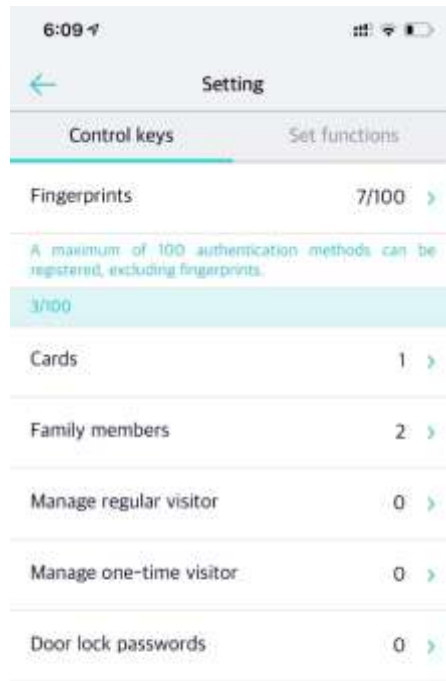 6:09
Setting
Control keys Set functions
Fingerprints 7/100
A maximum of 100 authentication methods can be
registered, excluding fingerprints.
3/100
Cards 1
Family members 2
Manage regular visitor 0
Manage one-time visitor 0
Door lock passwords 0